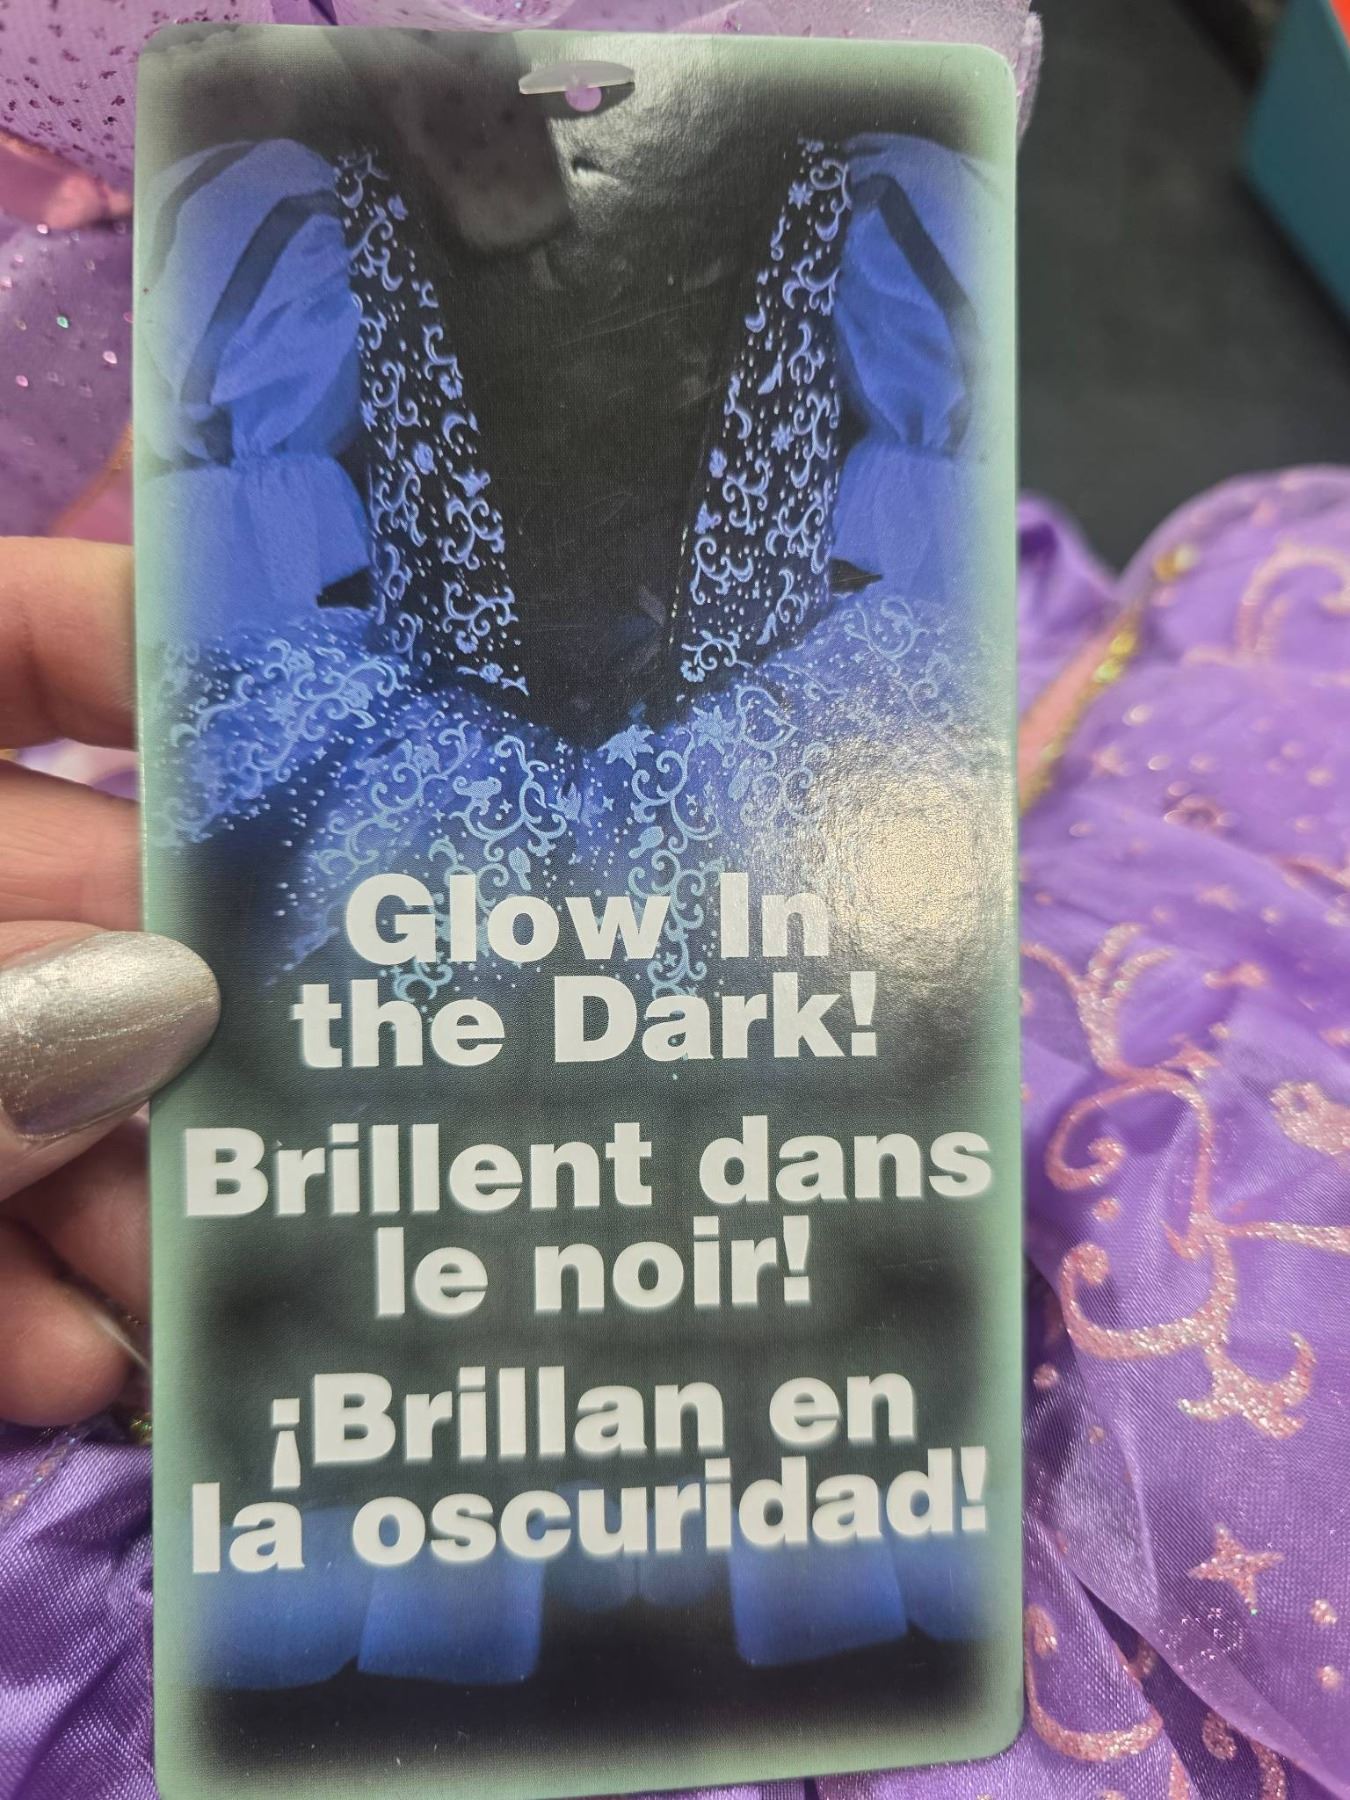 Glow In
the Dark!
Brillent dans
le noir!
¡Brillan en
la oscuridad!